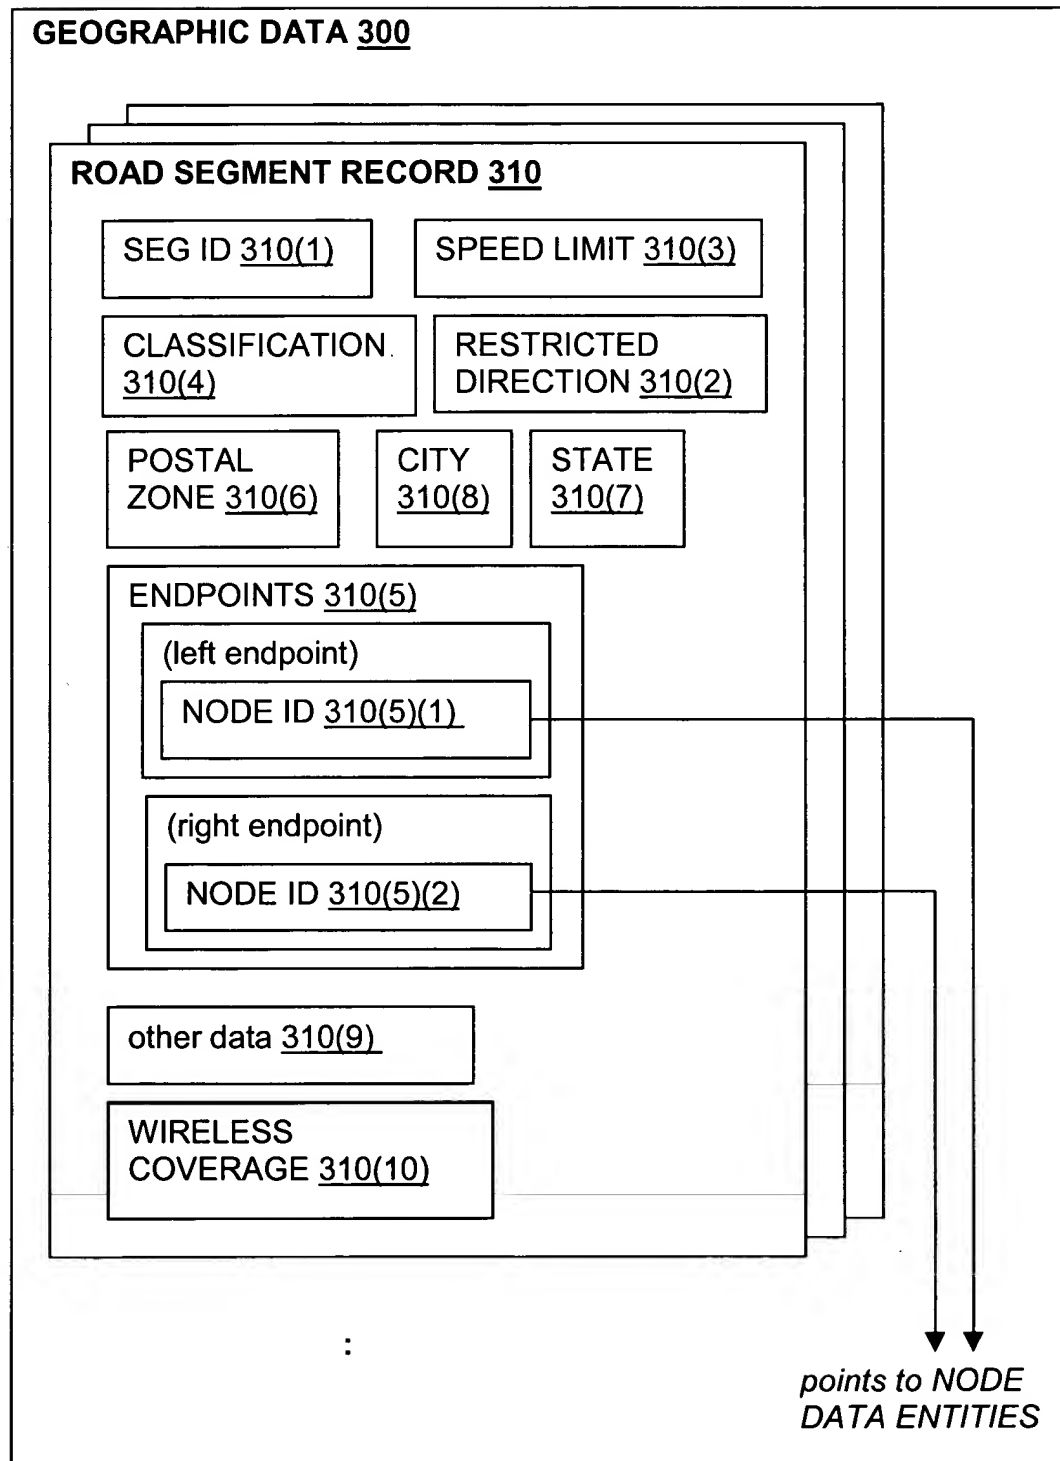 GEOGRAPHIC DATA 300
ROAD SEGMENT RECORD 310
SEG ID 310(1)
SPEED LIMIT 310(3)
CLASSIFICATION
310(4)
RESTRICTED
DIRECTION 310(2)
POSTAL
ZONE 310(6)
CITY
310(8)
STATE
310(7)
ENDPOINTS 310(5)
(left endpoint)
NODE ID 310(5)(1)
(right endpoint)
NODE ID 310(5)(2)
other data 310(9)
WIRELESS
COVERAGE 310(10)
:
points to NODE
DATA ENTITIES